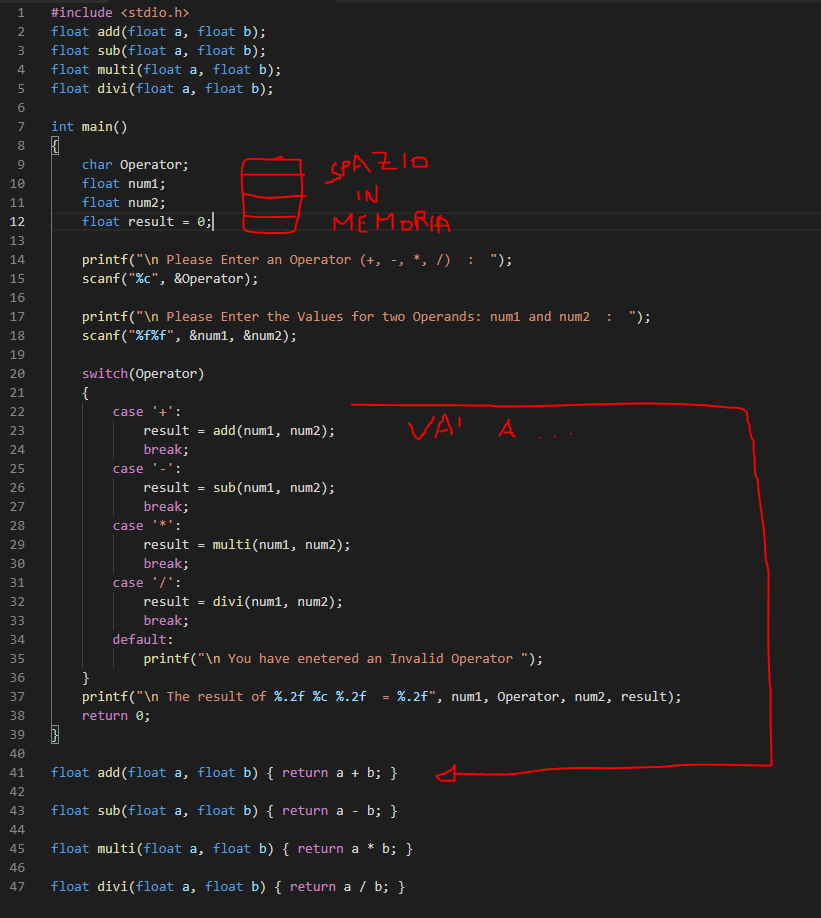 1 #include <stdio.h>
2 float add(float a, float b);
3 float sub(float a, float b);
4 float multi(float a, float b);
5 float divi(float a, float b);
6
7 int main()
8 {
9 char Operator; SPAZIO
10 float num1; IN
11 float num2;
12 float result = 0; MEMORIA
13
14 printf("\n Please Enter an Operator (+, -, *, /)  :  ");
15 scanf("%c", &Operator);
16
17 printf("\n Please Enter the Values for two Operands: num1 and num2  :  ");
18 scanf("%f%f", &num1, &num2);
19
20 switch(Operator)
21 {
22 case '+':
23 result = add(num1, num2); VAI A ...
24 break;
25 case '-':
26 result = sub(num1, num2);
27 break;
28 case '*':
29 result = multi(num1, num2);
30 break;
31 case '/':
32 result = divi(num1, num2);
33 break;
34 default:
35 printf("\n You have enetered an Invalid Operator ");
36 }
37 printf("\n The result of %.2f %c %.2f  = %.2f", num1, Operator, num2, result);
38 return 0;
39 }
40
41 float add(float a, float b) { return a + b; }
42
43 float sub(float a, float b) { return a - b; }
44
45 float multi(float a, float b) { return a * b; }
46
47 float divi(float a, float b) { return a / b; }